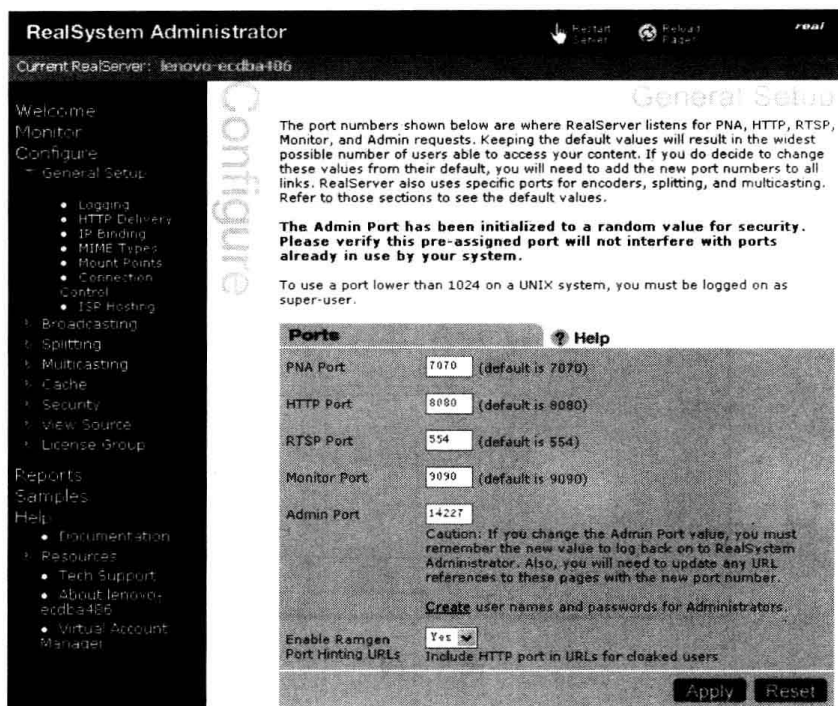 RealSystem Administrator
Restart Server
Reload Pages
real
Current RealServer: lenovo-ecdba486
Welcome
Monitor
Configure
General Setup
Logging
HTTP Delivery
IP Binding
MIME Types
Mount Points
Connection
Control
ISP Hosting
Broadcasting
Splitting
Multicasting
Cache
Security
View Source
License Group
Reports
Samples
Help
Documentation
Resources
Tech Support
About lenovo-
ecdba486
Virtual Account
Manager
Configure
General Setup
The port numbers shown below are where RealServer listens for PNA, HTTP, RTSP,
Monitor, and Admin requests. Keeping the default values will result in the widest
possible number of users able to access your content. If you do decide to change
these values from their default, you will need to add the new port numbers to all
links. RealServer also uses specific ports for encoders, splitting, and multicasting.
Refer to those sections to see the default values.
The Admin Port has been initialized to a random value for security.
Please verify this pre-assigned port will not interfere with ports
already in use by your system.
To use a port lower than 1024 on a UNIX system, you must be logged on as
super-user.
Ports
? Help
PNA Port 7070 (default is 7070)
HTTP Port 8080 (default is 8080)
RTSP Port 554 (default is 554)
Monitor Port 9090 (default is 9090)
Admin Port 14227
Caution: If you change the Admin Port value, you must
remember the new value to log back on to RealSystem
Administrator. Also, you will need to update any URL
references to these pages with the new port number.
Create user names and passwords for Administrators.
Enable Ramgen
Port Hinting URLs
Yes
Include HTTP port in URLs for cloaked users
Apply Reset